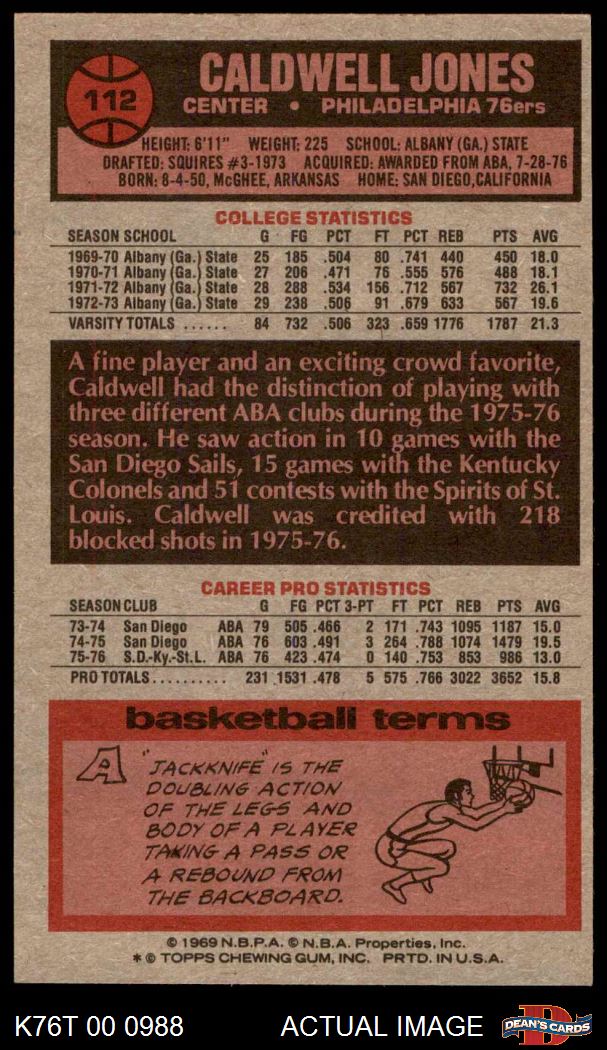 112
CALDWELL JONES
CENTER • PHILADELPHIA 76ers
HEIGHT: 6'11" WEIGHT: 225 SCHOOL: ALBANY (GA.) STATE
DRAFTED: SQUIRES #3-1973 ACQUIRED: AWARDED FROM ABA, 7-28-76
BORN: 8-4-50, McGHEE, ARKANSAS HOME: SAN DIEGO, CALIFORNIA
COLLEGE STATISTICS
SEASON SCHOOL G FG PCT FT PCT REB PTS AVG
1969-70 Albany (Ga.) State 25 185 .504 80 .741 440 450 18.0
1970-71 Albany (Ga.) State 27 206 .471 76 .555 576 488 18.1
1971-72 Albany (Ga.) State 28 288 .534 156 .712 567 732 26.1
1972-73 Albany (Ga.) State 29 238 .506 91 .679 633 567 19.6
VARSITY TOTALS ...... 84 732 .506 323 .659 1776 1787 21.3
A fine player and an exciting crowd favorite,
Caldwell had the distinction of playing with
three different ABA clubs during the 1975-76
season. He saw action in 10 games with the
San Diego Sails, 15 games with the Kentucky
Colonels and 51 contests with the Spirits of St.
Louis. Caldwell was credited with 218
blocked shots in 1975-76.
CAREER PRO STATISTICS
SEASON CLUB G FG PCT 3-PT FT PCT REB PTS AVG
73-74 San Diego ABA 79 505 .466 2 171 .743 1095 1187 15.0
74-75 San Diego ABA 76 603 .491 3 264 .788 1074 1479 19.5
75-76 S.D.-Ky.-St.L. ABA 76 423 .474 0 140 .753 853 986 13.0
PRO TOTALS.......... 231 1531 .478 5 575 .766 3022 3652 15.8
basketball terms
A "JACKKNIFE" IS THE
DOUBLING ACTION
OF THE LEGS AND
BODY OF A PLAYER
TAKING A PASS OR
A REBOUND FROM
THE BACKBOARD.
© 1969 N.B.P.A. © N.B.A. Properties, Inc.
* © TOPPS CHEWING GUM, INC. PRTD. IN U.S.A.
K76T 00 0988 ACTUAL IMAGE D DEAN'S CARDS